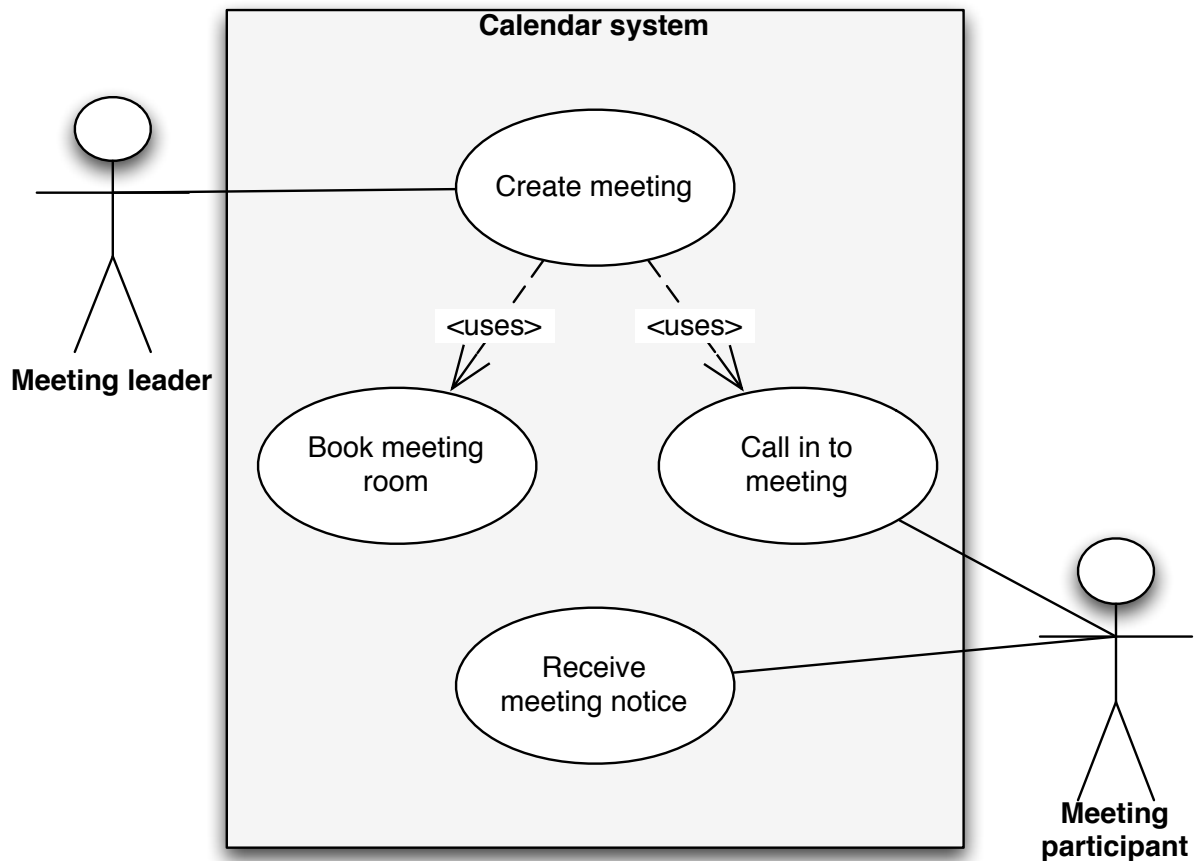 Calendar system
Create meeting
<uses>
<uses>
Meeting leader
Book meeting
room
Call in to
meeting
Receive
meeting notice
Meeting
participant